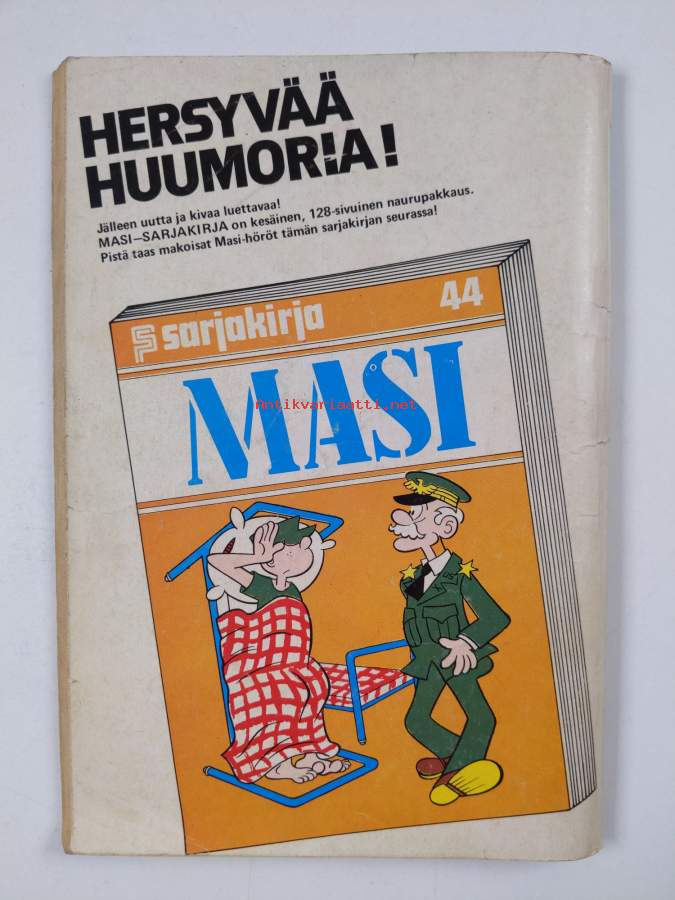 HERSYVÄÄ
HUUMORIA!
Jälleen uutta ja kivaa luettavaa!
MASI–SARJAKIRJA on kesäinen, 128-sivuinen naurupakkaus.
Pistä taas makoisat Masi-höröt tämän sarjakirjan seurassa!
sarjakirja 44
MASI
Antikvariaatti.net